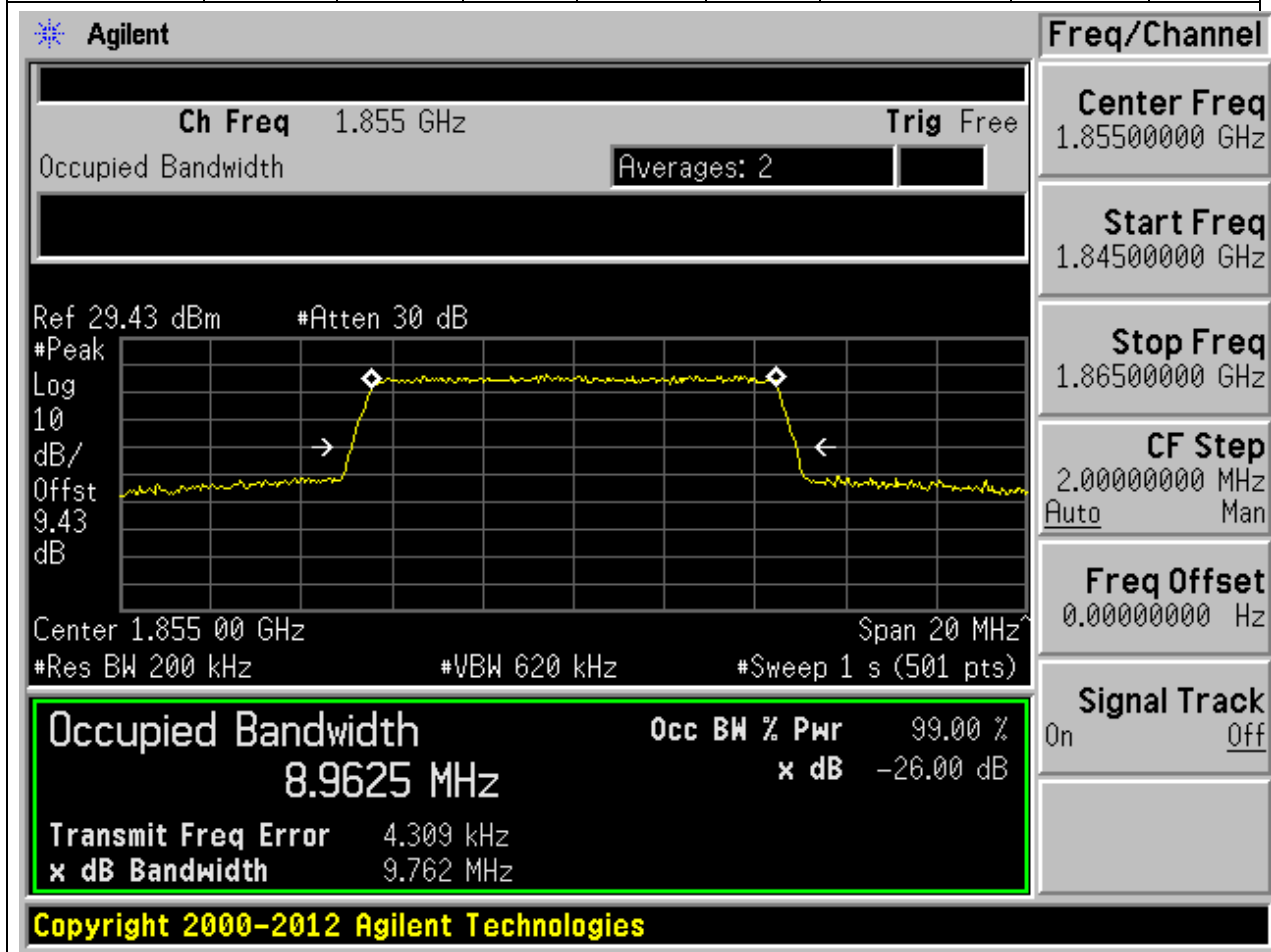 Agilent
Freq/Channel
Ch Freq 1.855 GHz Trig Free
Occupied Bandwidth Averages: 2
Ref 29.43 dBm #Atten 30 dB
#Peak
Log
10
dB/
Offst
9.43
dB
Center 1.855 00 GHz Span 20 MHz^
#Res BW 200 kHz #VBW 620 kHz #Sweep 1 s (501 pts)
Occupied Bandwidth Occ BW % Pwr 99.00 %
8.9625 MHz x dB -26.00 dB
Transmit Freq Error 4.309 kHz
x dB Bandwidth 9.762 MHz
Center Freq
1.85500000 GHz
Start Freq
1.84500000 GHz
Stop Freq
1.86500000 GHz
CF Step
2.00000000 MHz
Auto Man
Freq Offset
0.00000000 Hz
Signal Track
On Off
Copyright 2000-2012 Agilent Technologies